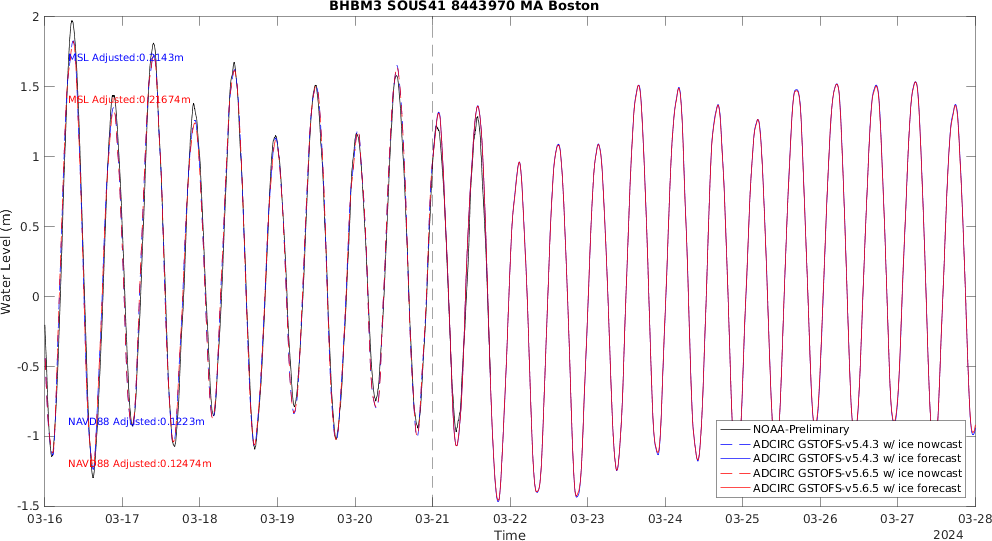 BHBM3 SOUS41 8443970 MA Boston
2
MSL Adjusted:0.2143m
1.5
MSL Adjusted:0.21674m
1
0.5
Water Level (m)
0
-0.5
NAVD88 Adjusted:0.1223m
-1
NAVD88 Adjusted:0.12474m
-1.5
NOAA-Preliminary
ADCIRC GSTOFS-v5.4.3 w/ ice nowcast
ADCIRC GSTOFS-v5.4.3 w/ ice forecast
ADCIRC GSTOFS-v5.6.5 w/ ice nowcast
ADCIRC GSTOFS-v5.6.5 w/ ice forecast
03-16 03-17 03-18 03-19 03-20 03-21 03-22 03-23 03-24 03-25 03-26 03-27 03-28
Time
2024